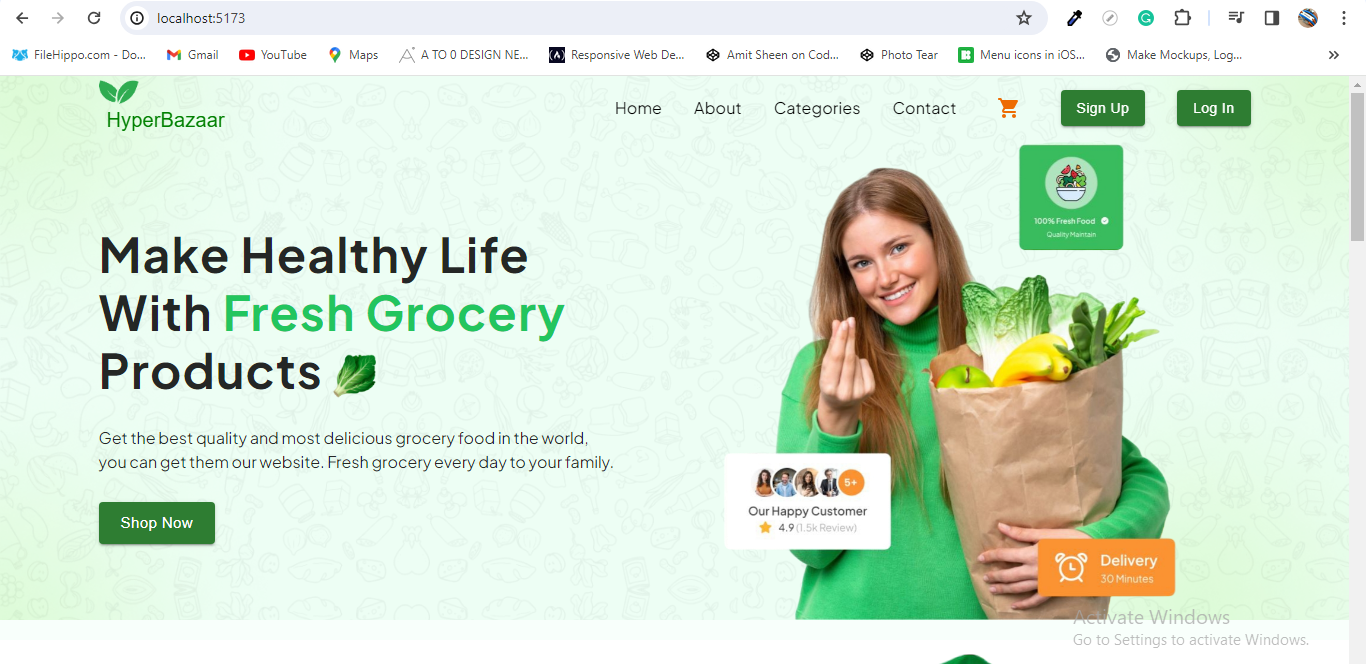 localhost:5173
FileHippo.com - Do...
Gmail
YouTube
Maps
A TO 0 DESIGN NE...
Responsive Web De...
Amit Sheen on Cod...
Photo Tear
Menu icons in iOS...
Make Mockups, Log...
HyperBazaar
Home
About
Categories
Contact
Sign Up
Log In
100% Fresh Food
Quality Maintain
Make Healthy Life
With Fresh Grocery
Products
Get the best quality and most delicious grocery food in the world,
you can get them our website. Fresh grocery every day to your family.
Shop Now
5+
Our Happy Customer
4.9 (1.5k Review)
Delivery
30 Minutes
Activate Windows
Go to Settings to activate Windows.